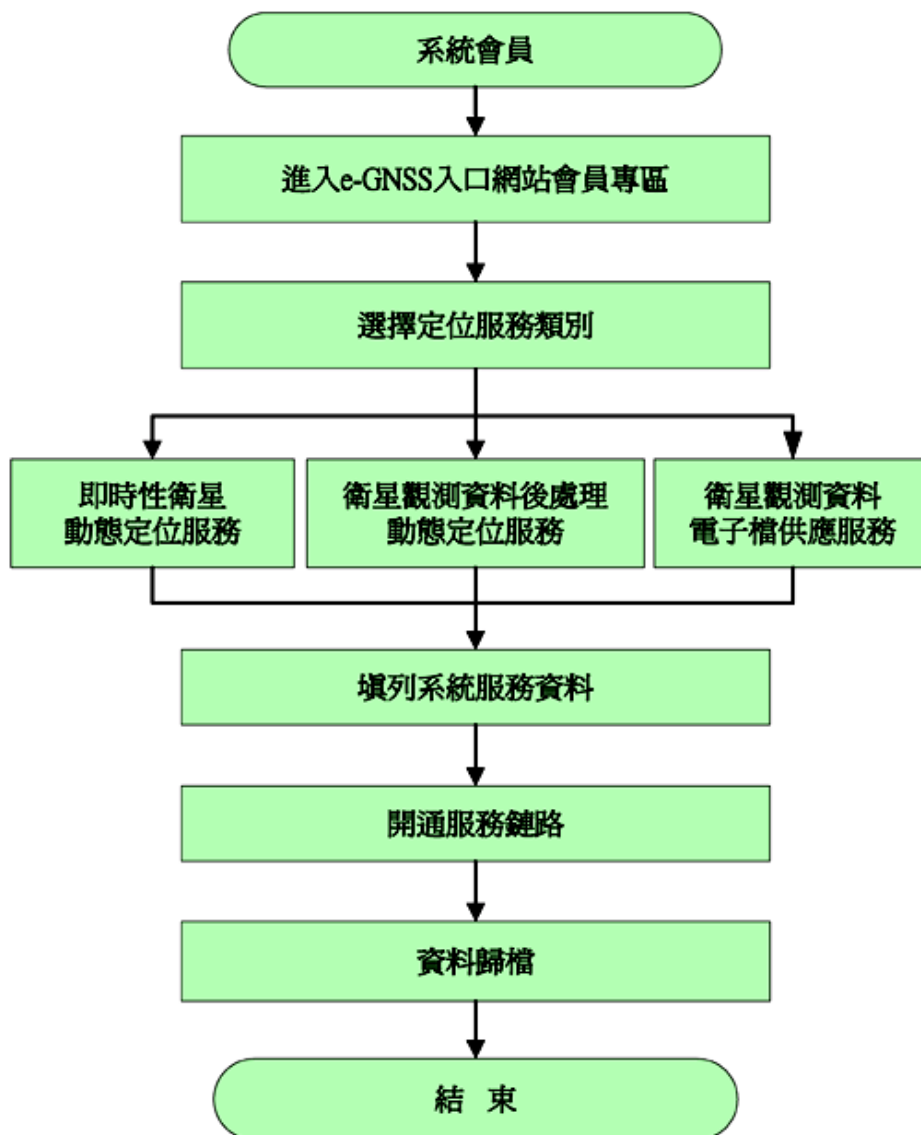 系統會員
進入e-GNSS入口網站會員專區
選擇定位服務類別
即時性衛星
動態定位服務
衛星觀測資料後處理
動態定位服務
衛星觀測資料
電子檔供應服務
填列系統服務資料
開通服務鏈路
資料歸檔
結 束